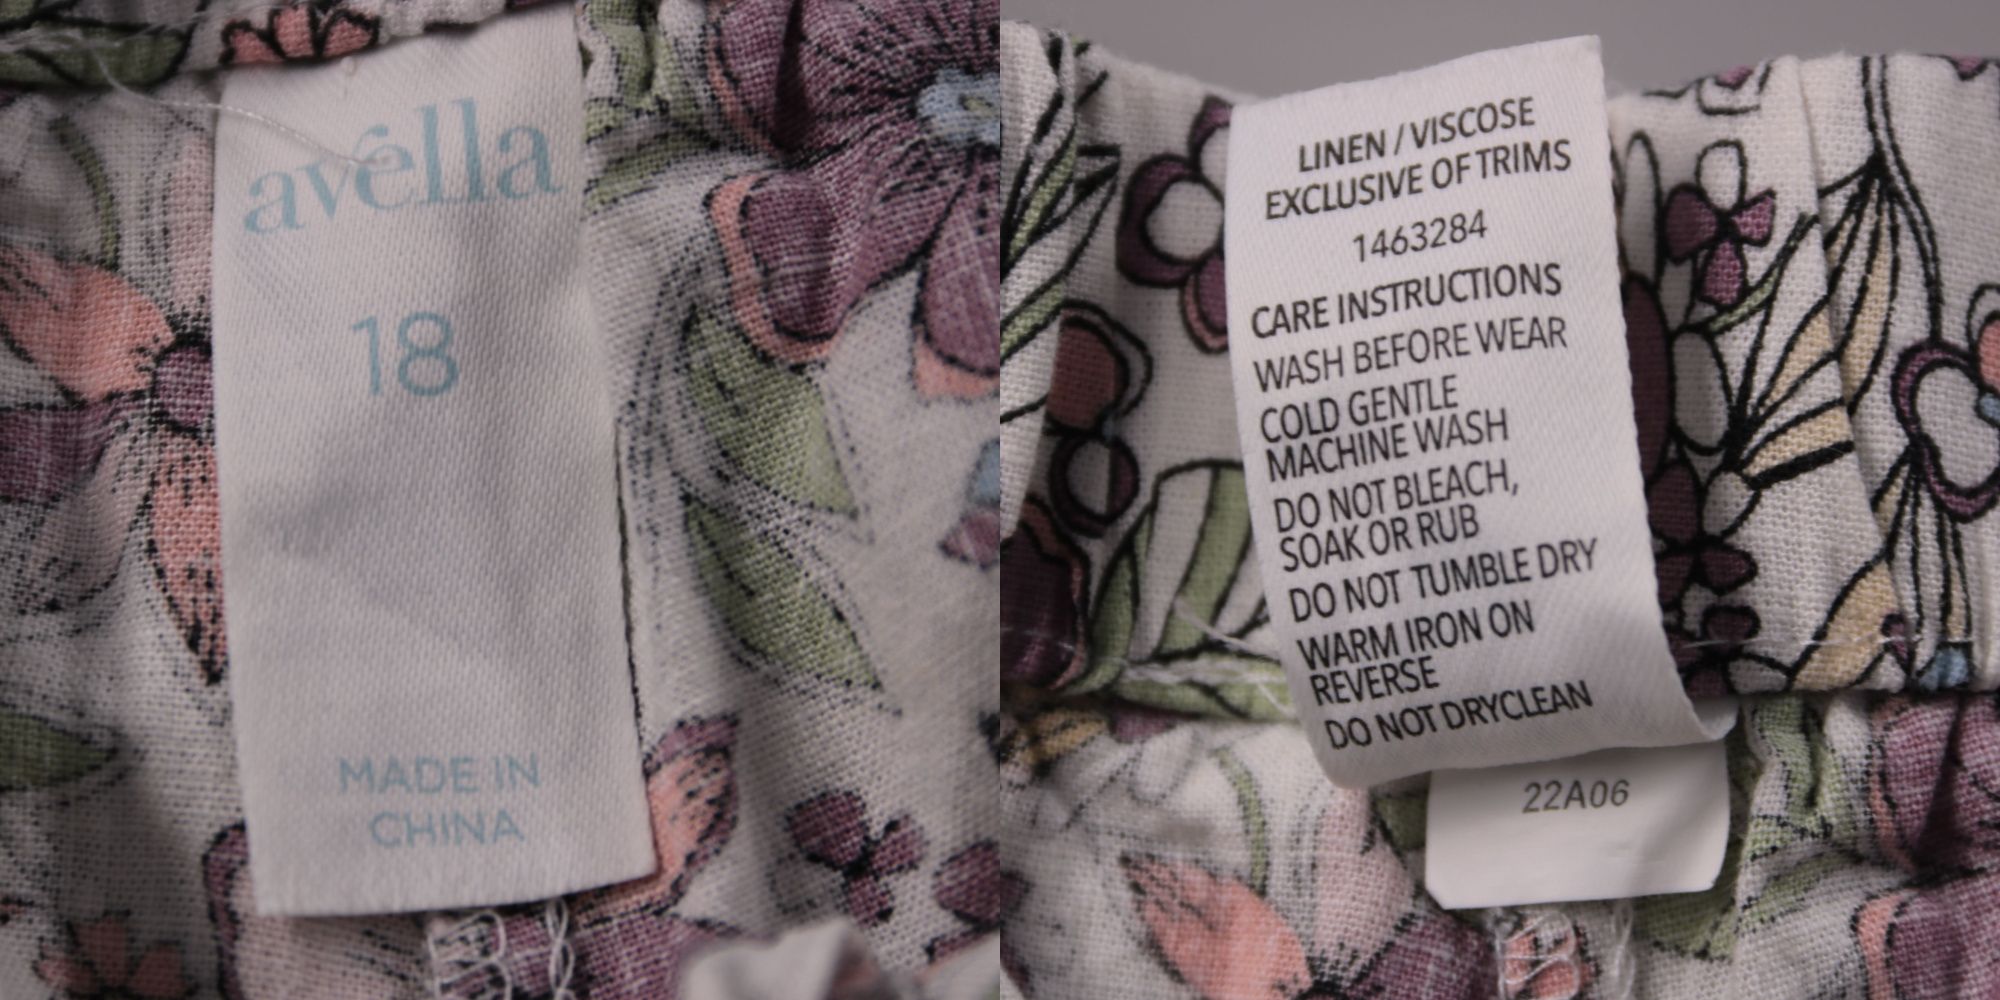 avella
18
MADE IN
CHINA
LINEN / VISCOSE
EXCLUSIVE OF TRIMS
1463284
CARE INSTRUCTIONS
WASH BEFORE WEAR
COLD GENTLE
MACHINE WASH
DO NOT BLEACH,
SOAK OR RUB
DO NOT TUMBLE DRY
WARM IRON ON
REVERSE
DO NOT DRYCLEAN
22A06